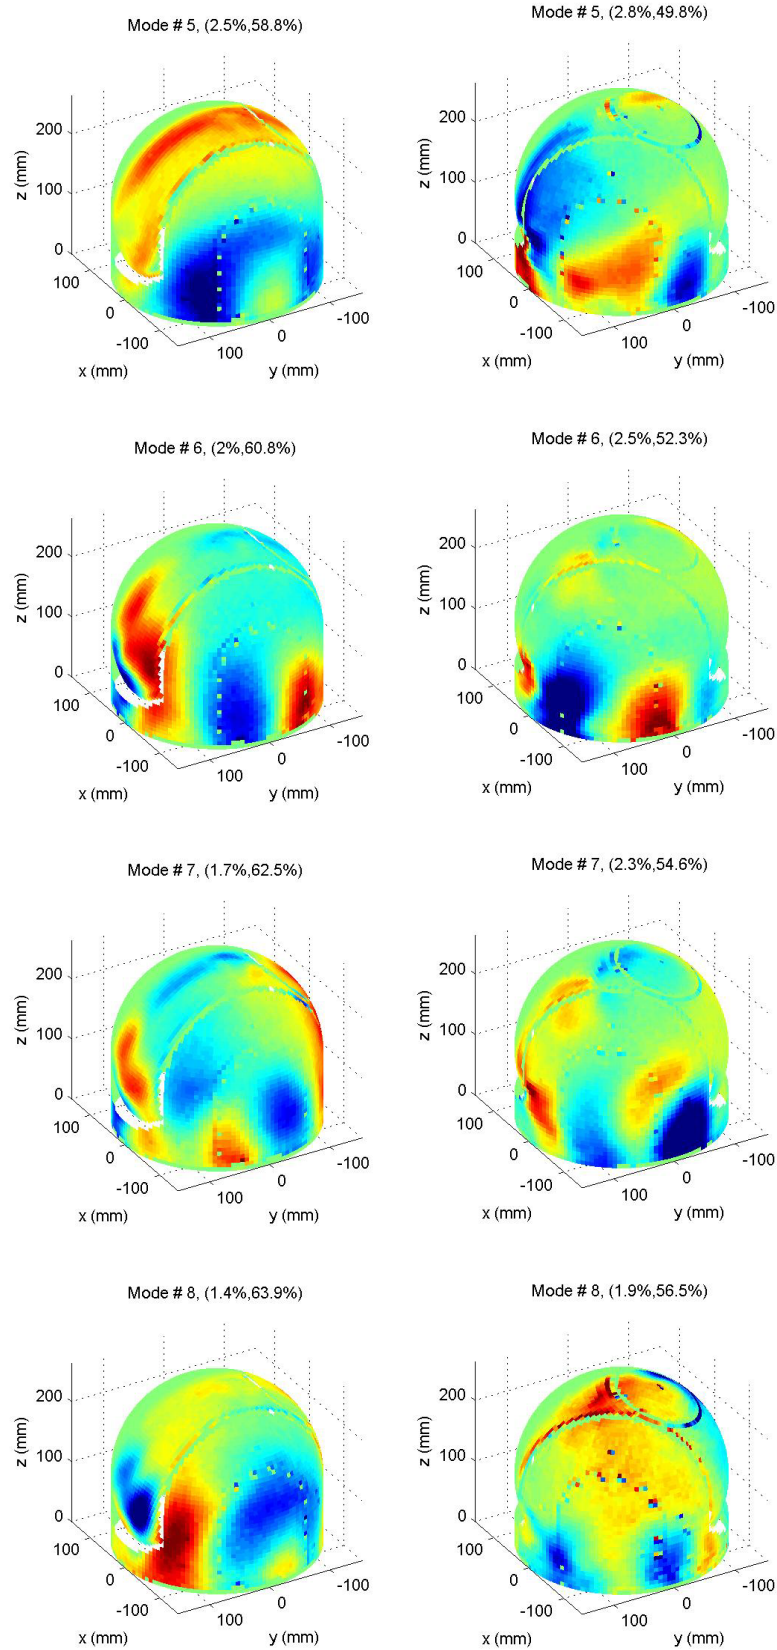 Mode # 5, (2.5%,58.8%)
200
100
0
z (mm)
100
0
-100
x (mm)
100
0
-100
y (mm)
Mode # 5, (2.8%,49.8%)
200
100
0
z (mm)
100
0
-100
x (mm)
100
0
-100
y (mm)
Mode # 6, (2%,60.8%)
200
100
0
z (mm)
100
0
-100
x (mm)
100
0
-100
y (mm)
Mode # 6, (2.5%,52.3%)
200
100
0
z (mm)
100
0
-100
x (mm)
100
0
-100
y (mm)
Mode # 7, (1.7%,62.5%)
200
100
0
z (mm)
100
0
-100
x (mm)
100
0
-100
y (mm)
Mode # 7, (2.3%,54.6%)
200
100
0
z (mm)
100
0
-100
x (mm)
100
0
-100
y (mm)
Mode # 8, (1.4%,63.9%)
200
100
0
z (mm)
100
0
-100
x (mm)
100
0
-100
y (mm)
Mode # 8, (1.9%,56.5%)
200
100
0
z (mm)
100
0
-100
x (mm)
100
0
-100
y (mm)